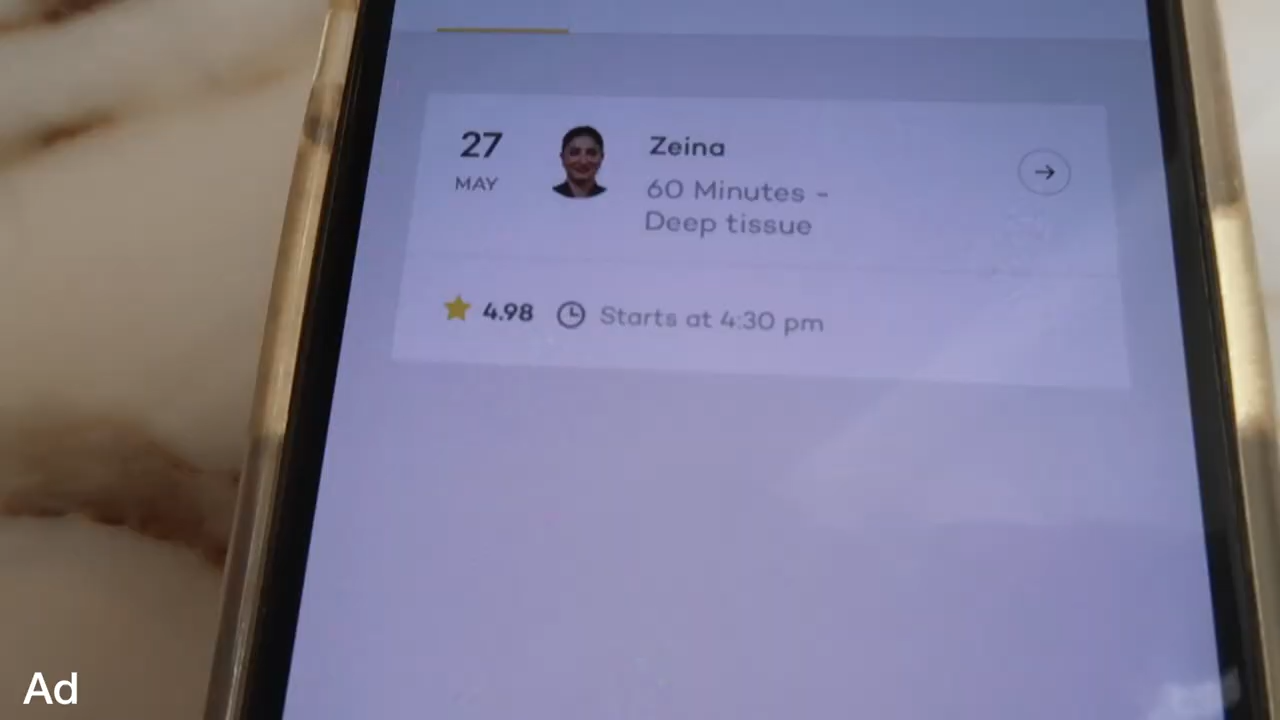 27
MAY
Zeina
60 Minutes -
Deep tissue
4.98
Starts at 4:30 pm
Ad